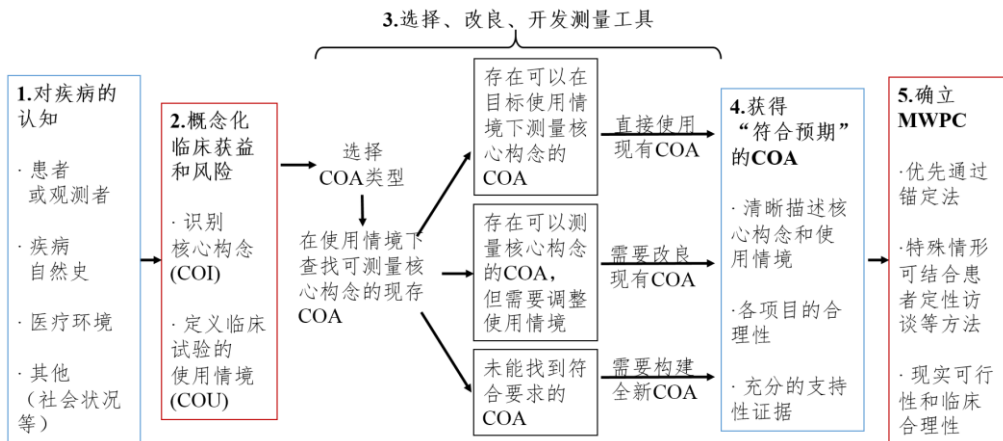 3.选择、改良、开发测量工具
1.对疾病的
认知
·患者
或观测者
·疾病
自然史
·医疗环境
·其他
（社会状况
等）
2.概念化
临床获益
和风险
·识别
核心构念
(COI)
·定义临床
试验的
使用情境
(COU)
选择
COA类型
在使用情境下
查找可测量核
心构念的现存
COA
存在可以在
目标使用情
境下测量核
心构念的
COA
直接使用
现有COA
存在可以测
量核心构念
的COA，
但需要调整
使用情境
需要改良
现有COA
未能找到符
合要求的
COA
需要构建
全新COA
4.获得
“符合预期”
的COA
·清晰描述核
心构念和使
用情境
·各项目的合
理性
·充分的支持
性证据
5.确立
MWPC
·优先通过
锚定法
·特殊情形
可结合患
者定性访
谈等方法
·现实可行
性和临床
合理性